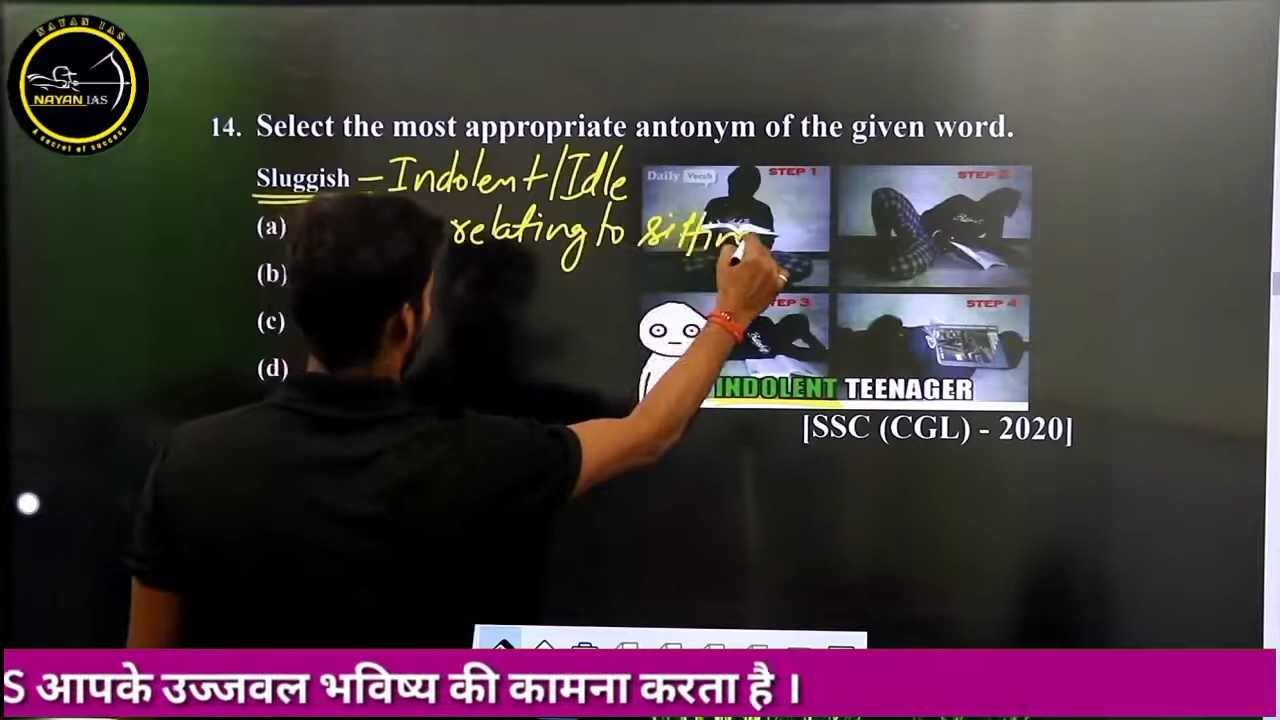 NAYAN IAS
NAYAN IAS
A secret of success
14. Select the most appropriate antonym of the given word.
Sluggish – Indolent/Idle
(a) relating to sittin
(b)
(c)
(d)
Daily Vocab
STEP 1
STEP 2
TEP 3
STEP 4
INDOLENT TEENAGER
[SSC (CGL) - 2020]
S आपके उज्जवल भविष्य की कामना करता है ।